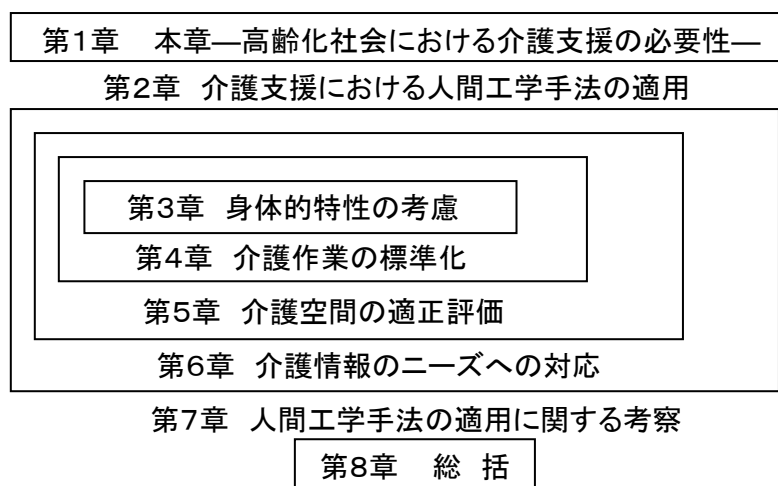 第1章　本章―高齢化社会における介護支援の必要性―
第2章　介護支援における人間工学手法の適用
第3章　身体的特性の考慮
第4章　介護作業の標準化
第5章　介護空間の適正評価
第6章　介護情報のニーズへの対応
第7章　人間工学手法の適用に関する考察
第8章　総　括